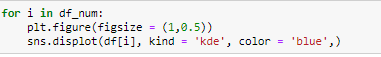 for i in df_num:
    plt.figure(figsize = (1,0.5))
    sns.displot(df[i], kind = 'kde', color = 'blue',)